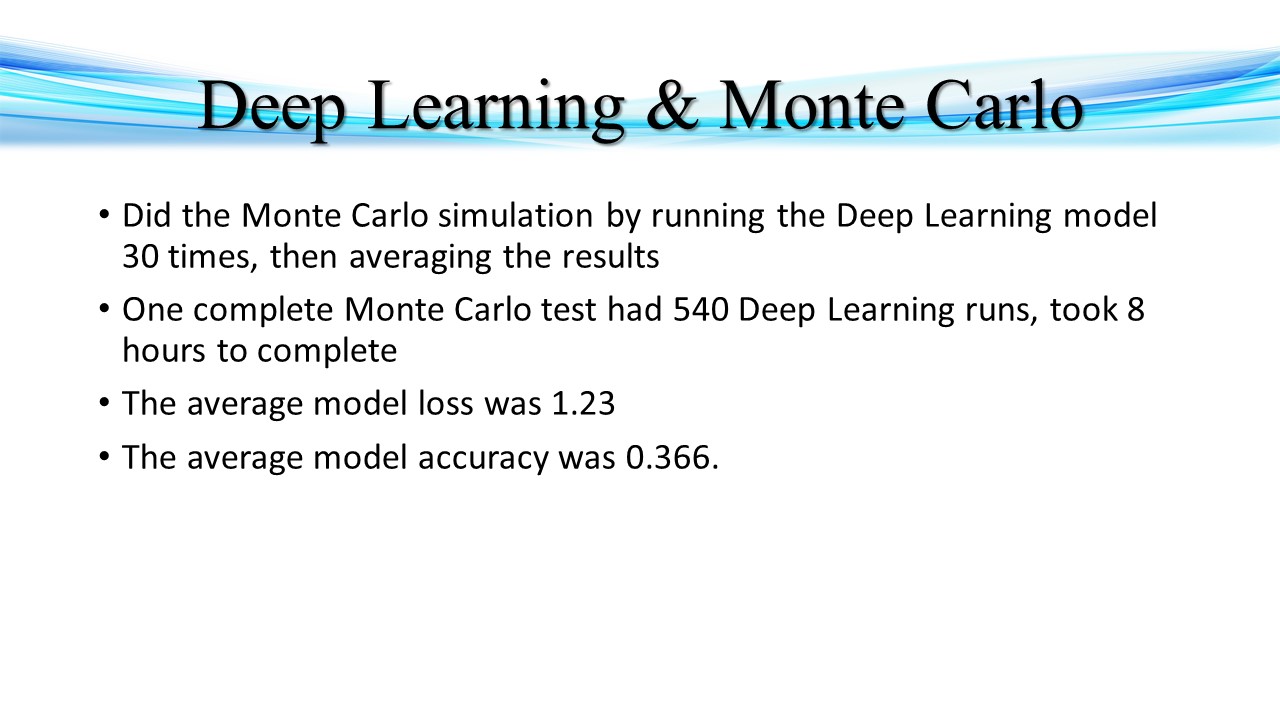 Deep Learning & Monte Carlo
• Did the Monte Carlo simulation by running the Deep Learning model
30 times, then averaging the results
• One complete Monte Carlo test had 540 Deep Learning runs, took 8
hours to complete
• The average model loss was 1.23
• The average model accuracy was 0.366.